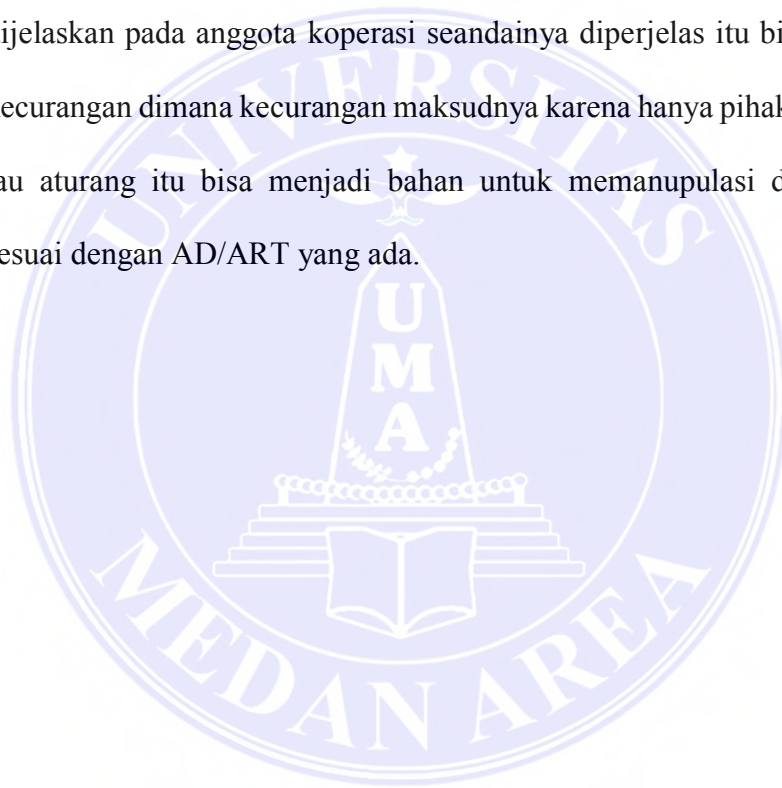 ijelaskan pada anggota koperasi seandainya diperjelas itu bi
ecurangan dimana kecurangan maksudnya karena hanya pihak
au aturang itu bisa menjadi bahan untuk memanupulasi d
esuai dengan AD/ART yang ada.
UNIVERSITAS
U
M
A
MEDAN AREA